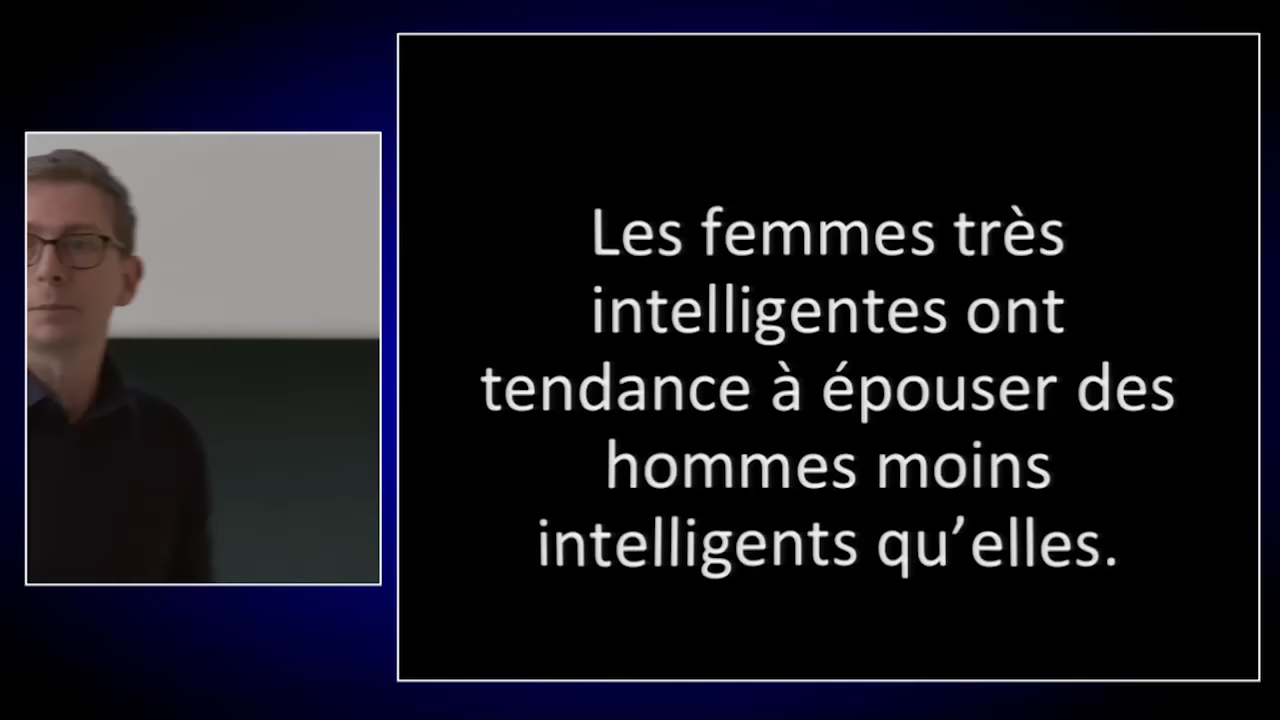 Les femmes très
intelligentes ont
tendance à épouser des
hommes moins
intelligents qu’elles.